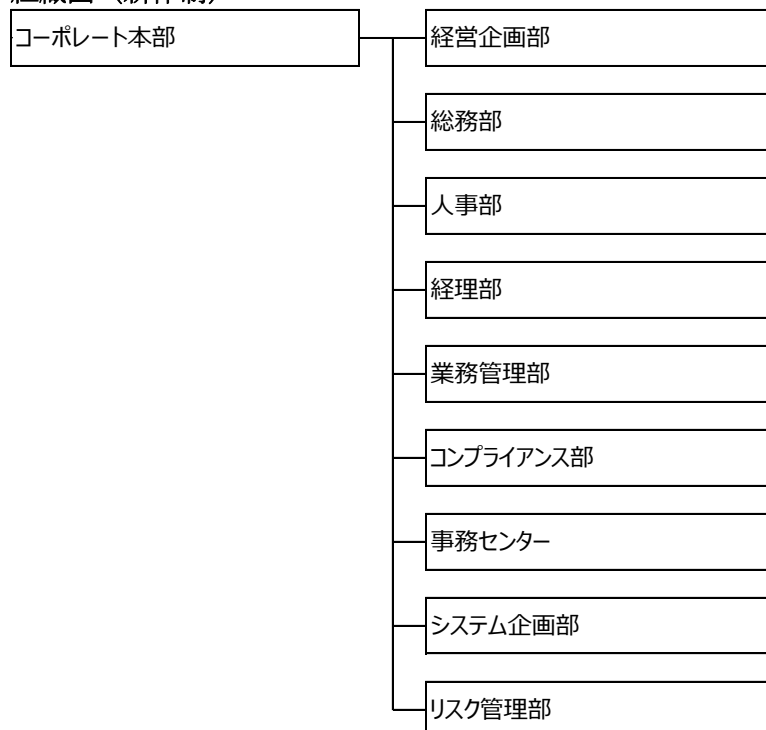 コーポレート本部
経営企画部
総務部
人事部
経理部
業務管理部
コンプライアンス部
事務センター
システム企画部
リスク管理部